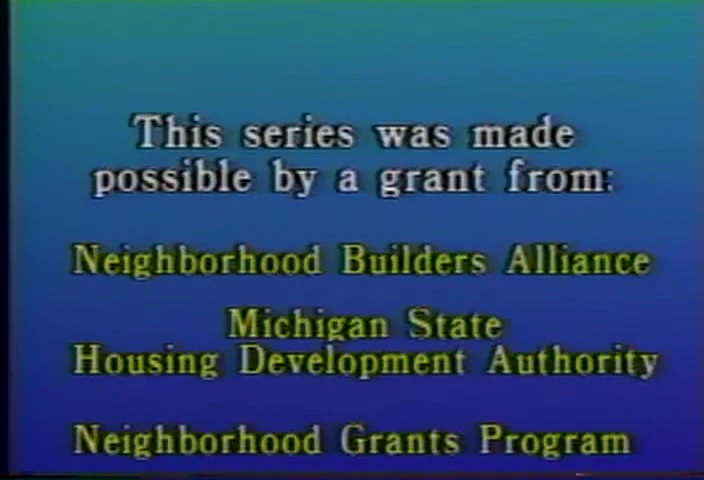 This series was made
possible by a grant from:
Neighborhood Builders Alliance
Michigan State
Housing Development Authority
Neighborhood Grants Program